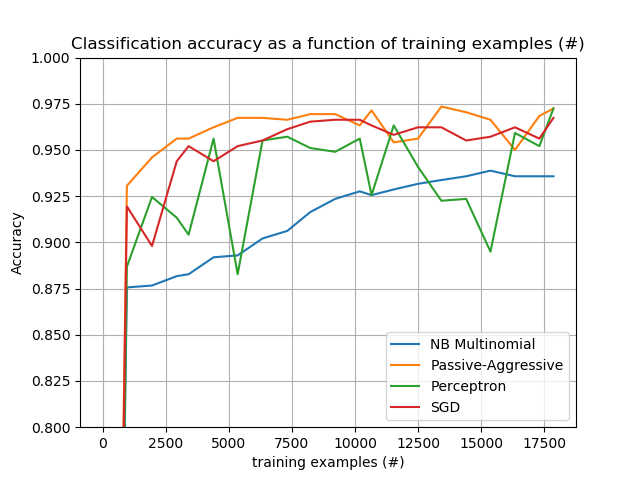 Classification accuracy as a function of training examples (#)
1.000
0.975
0.950
0.925
0.900
0.875
0.850
0.825
0.800
Accuracy
NB Multinomial
Passive-Aggressive
Perceptron
SGD
0 2500 5000 7500 10000 12500 15000 17500
training examples (#)